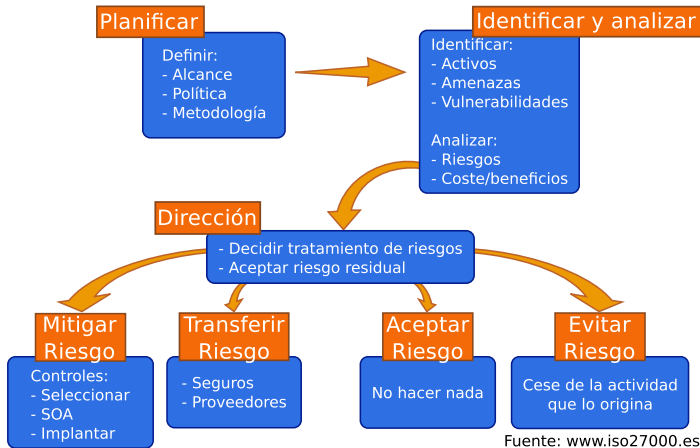 Planificar
Definir:
- Alcance
- Política
- Metodología
Identificar y analizar
Identificar:
- Activos
- Amenazas
- Vulnerabilidades
Analizar:
- Riesgos
- Coste/beneficios
Dirección
- Decidir tratamiento de riesgos
- Aceptar riesgo residual
Mitigar
Riesgo
Controles:
- Seleccionar
- SOA
- Implantar
Transferir
Riesgo
- Seguros
- Proveedores
Aceptar
Riesgo
No hacer nada
Evitar
Riesgo
Cese de la actividad
que lo origina
Fuente: www.iso27000.es